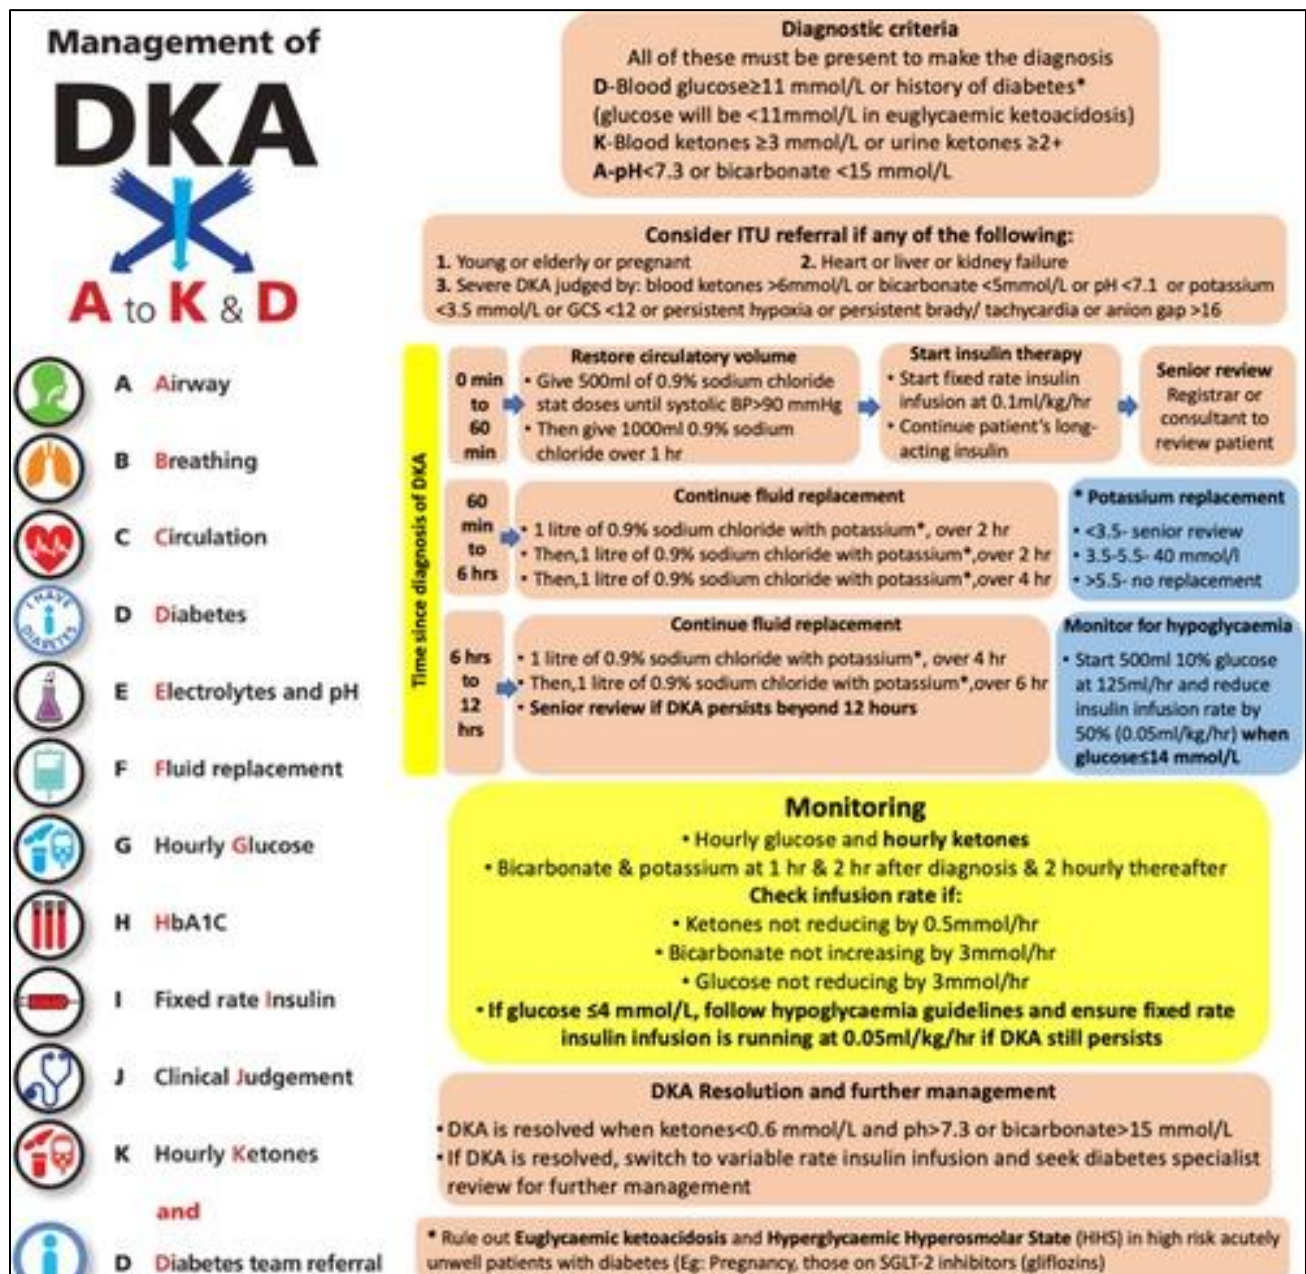 Management of
DKA
A to K & D
A Airway
B Breathing
C Circulation
I HAVE
DIABETES
D Diabetes
E Electrolytes and pH
F Fluid replacement
G Hourly Glucose
H HbA1C
I Fixed rate Insulin
J Clinical Judgement
K Hourly Ketones
and
D Diabetes team referral
Diagnostic criteria
All of these must be present to make the diagnosis
D-Blood glucose≥11 mmol/L or history of diabetes*
(glucose will be <11mmol/L in euglycaemic ketoacidosis)
K-Blood ketones ≥3 mmol/L or urine ketones ≥2+
A-pH<7.3 or bicarbonate <15 mmol/L
Consider ITU referral if any of the following:
1. Young or elderly or pregnant 2. Heart or liver or kidney failure
3. Severe DKA judged by: blood ketones >6mmol/L or bicarbonate <5mmol/L or pH <7.1 or potassium
<3.5 mmol/L or GCS <12 or persistent hypoxia or persistent brady/ tachycardia or anion gap >16
Time since diagnosis of DKA
0 min
to
60
min
Restore circulatory volume
• Give 500ml of 0.9% sodium chloride
stat doses until systolic BP>90 mmHg
• Then give 1000ml 0.9% sodium
chloride over 1 hr
Start insulin therapy
• Start fixed rate insulin
infusion at 0.1ml/kg/hr
• Continue patient's long-
acting insulin
Senior review
Registrar or
consultant to
review patient
60
min
to
6 hrs
Continue fluid replacement
• 1 litre of 0.9% sodium chloride with potassium*, over 2 hr
• Then,1 litre of 0.9% sodium chloride with potassium*,over 2 hr
• Then,1 litre of 0.9% sodium chloride with potassium*,over 4 hr
* Potassium replacement
• <3.5- senior review
• 3.5-5.5- 40 mmol/l
• >5.5- no replacement
6 hrs
to
12
hrs
Continue fluid replacement
• 1 litre of 0.9% sodium chloride with potassium*, over 4 hr
• Then,1 litre of 0.9% sodium chloride with potassium*,over 6 hr
• Senior review if DKA persists beyond 12 hours
Monitor for hypoglycaemia
• Start 500ml 10% glucose
at 125ml/hr and reduce
insulin infusion rate by
50% (0.05ml/kg/hr) when
glucose≤14 mmol/L
Monitoring
• Hourly glucose and hourly ketones
• Bicarbonate & potassium at 1 hr & 2 hr after diagnosis & 2 hourly thereafter
Check infusion rate if:
• Ketones not reducing by 0.5mmol/hr
• Bicarbonate not increasing by 3mmol/hr
• Glucose not reducing by 3mmol/hr
• If glucose ≤4 mmol/L, follow hypoglycaemia guidelines and ensure fixed rate
insulin infusion is running at 0.05ml/kg/hr if DKA still persists
DKA Resolution and further management
• DKA is resolved when ketones<0.6 mmol/L and ph>7.3 or bicarbonate>15 mmol/L
• If DKA is resolved, switch to variable rate insulin infusion and seek diabetes specialist
review for further management
* Rule out Euglycaemic ketoacidosis and Hyperglycaemic Hyperosmolar State (HHS) in high risk acutely
unwell patients with diabetes (Eg: Pregnancy, those on SGLT-2 inhibitors (gliflozins)